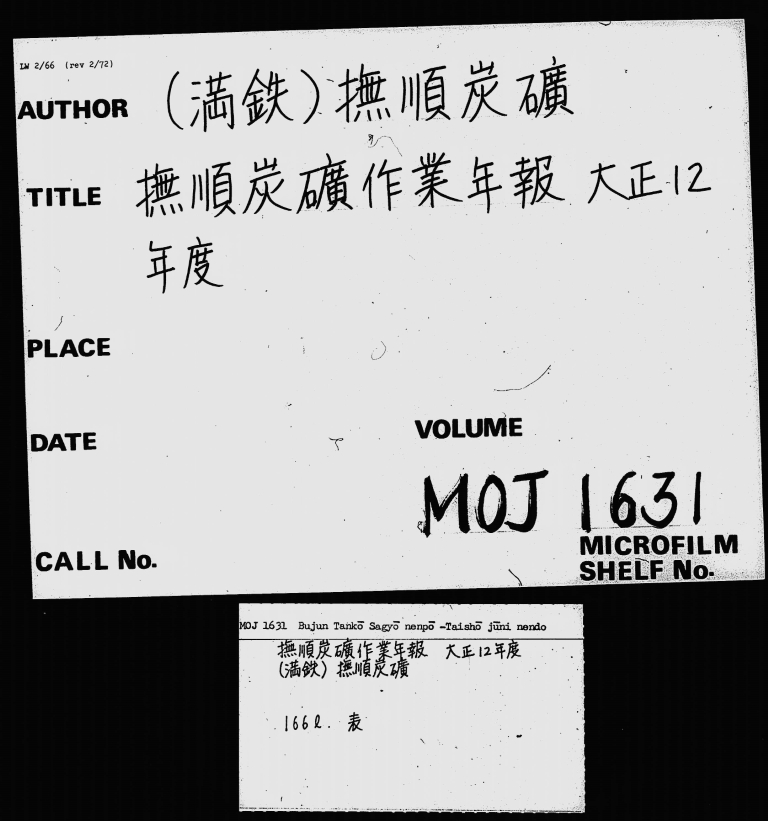 LW 2/66 (rev 2/72)
AUTHOR (満鉄)撫順炭礦
TITLE 撫順炭礦作業年報 大正12
年度
PLACE
DATE
VOLUME
MOJ 1631
CALL No.
MICROFILM
SHELF No.
MOJ 1631 Bujun Tankō Sagyō nenpō -Taishō jūni nendo
撫順炭礦作業年報 大正12年度
(満鉄) 撫順炭礦
166l. 表